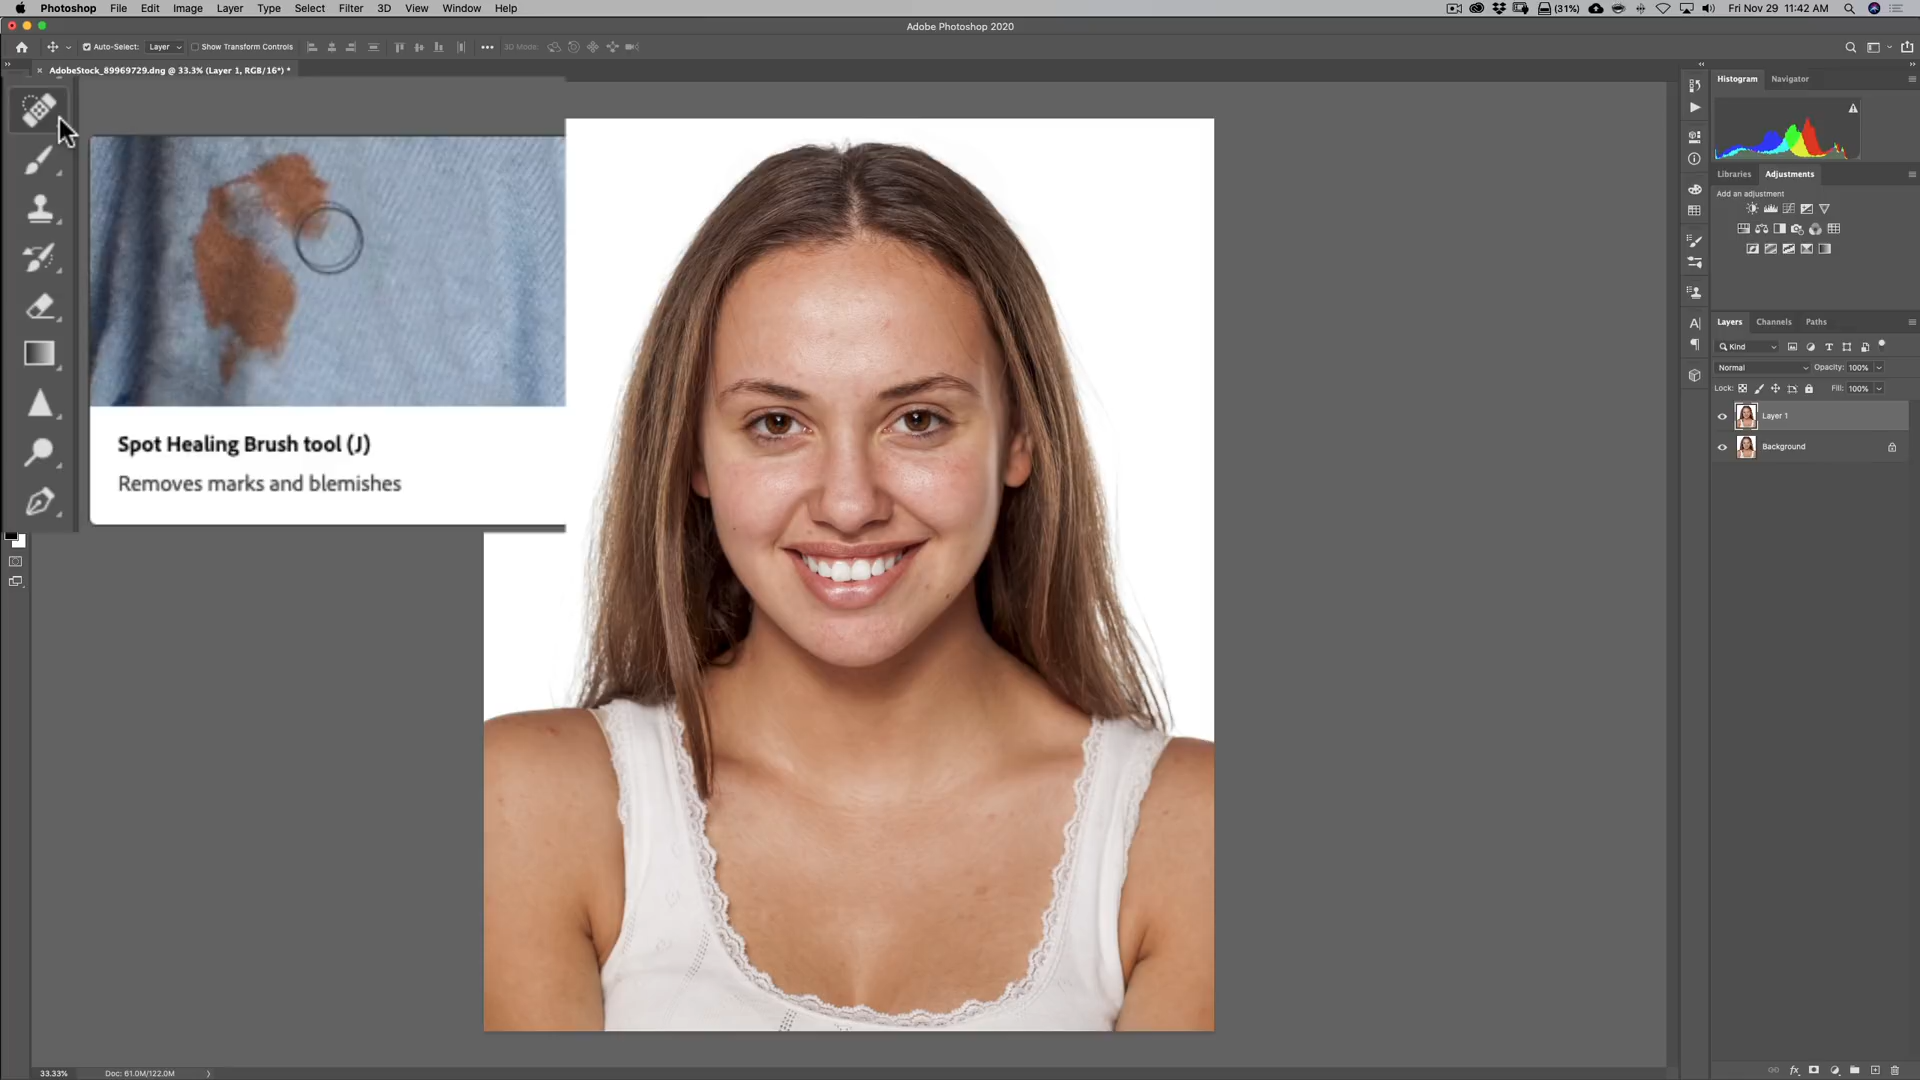 Photoshop File Edit Image Layer Type Select Filter 3D View Window Help
(31%) Fri Nov 29 11:42 AM
Adobe Photoshop 2020
Auto-Select: Layer Show Transform Controls 3D Mode:
AdobeStock_89969729.dng @ 33.3% (Layer 1, RGB/16*) *
Histogram Navigator
Libraries Adjustments
Add an adjustment
Spot Healing Brush tool (J)
Removes marks and blemishes
Layers Channels Paths
Kind
Normal Opacity: 100%
Lock: Fill: 100%
Layer 1
Background
33.33% Doc: 61.0M/122.0M